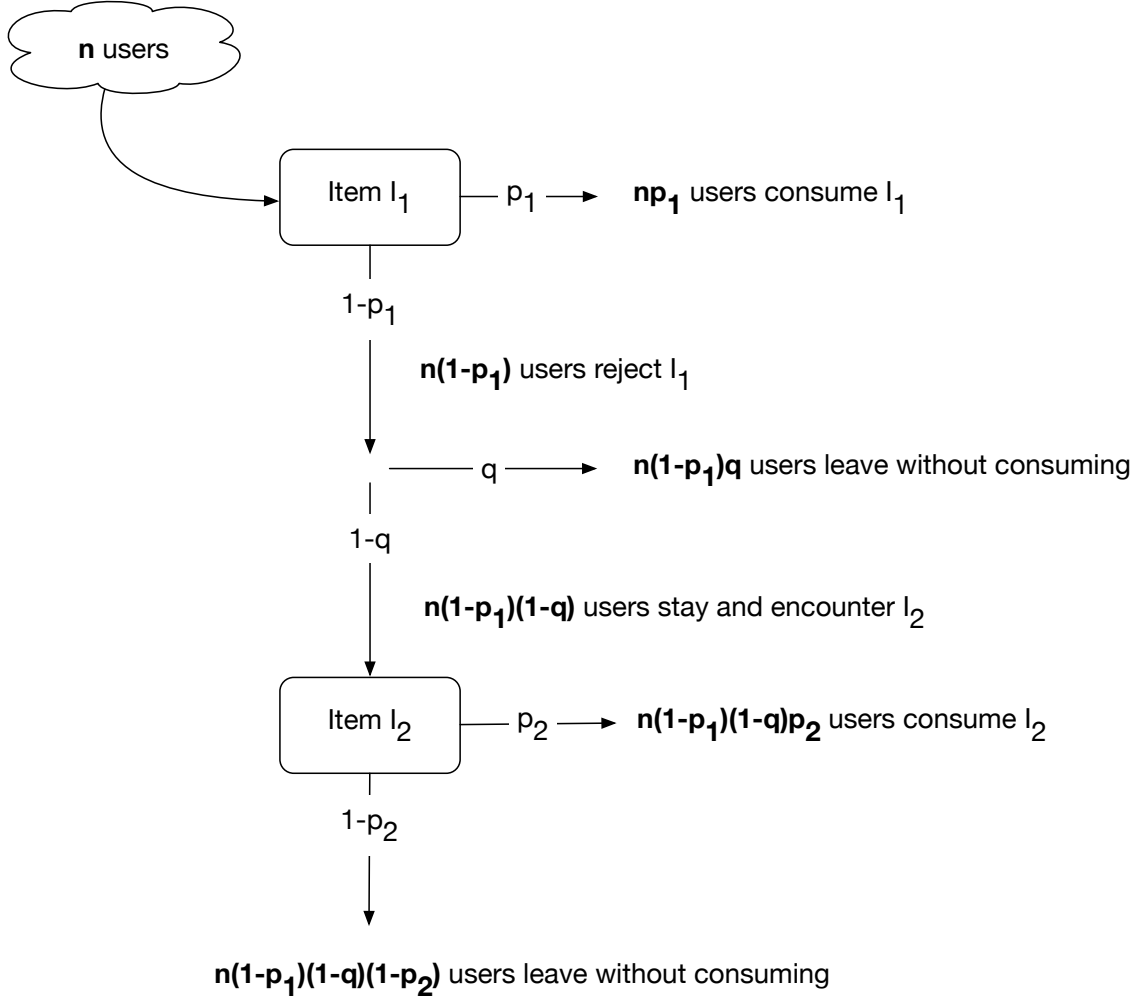 n users
Item I₁
p₁
np₁ users consume I₁
1-p₁
n(1-p₁) users reject I₁
q
n(1-p₁)q users leave without consuming
1-q
n(1-p₁)(1-q) users stay and encounter I₂
Item I₂
p₂
n(1-p₁)(1-q)p₂ users consume I₂
1-p₂
n(1-p₁)(1-q)(1-p₂) users leave without consuming